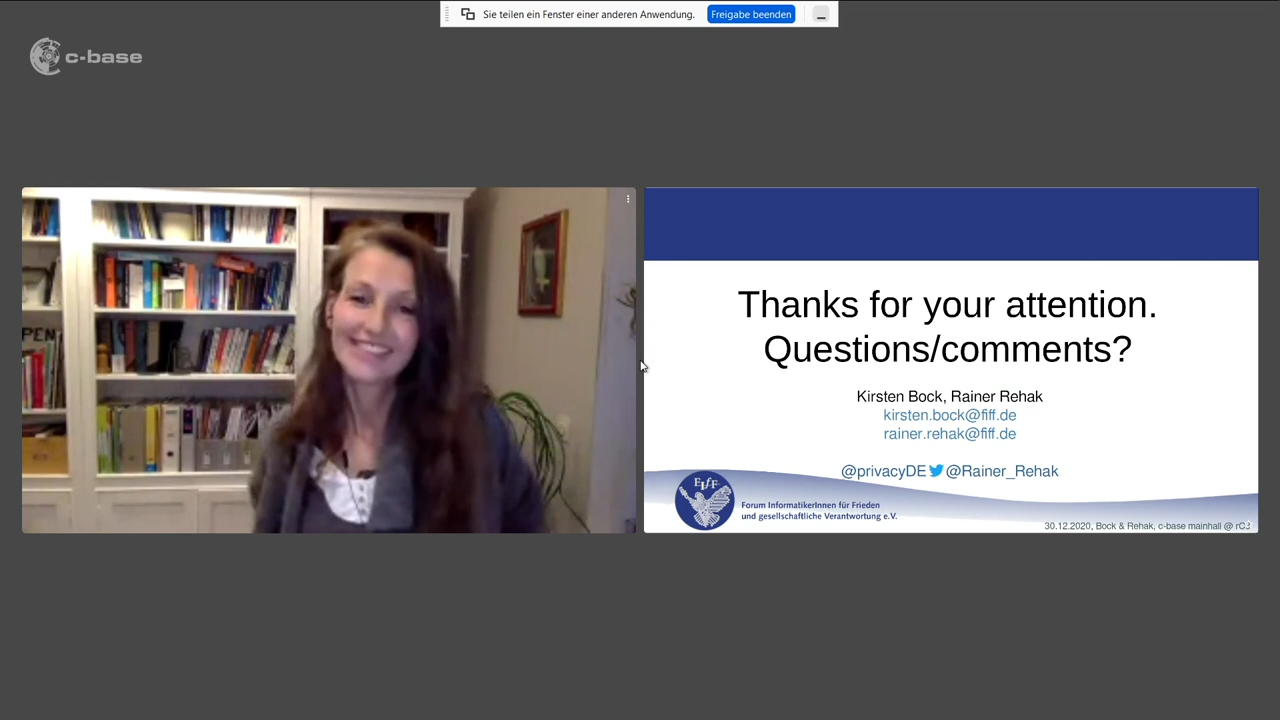 Sie teilen ein Fenster einer anderen Anwendung. Freigabe beenden
c-base
PEN
Thanks for your attention.
Questions/comments?
Kirsten Bock, Rainer Rehak
kirsten.bock@fiff.de
rainer.rehak@fiff.de
@privacyDE @Rainer_Rehak
FIfF
Forum InformatikerInnen für Frieden
und gesellschaftliche Verantwortung e.V.
30.12.2020, Bock & Rehak, c-base mainhall @ rC3